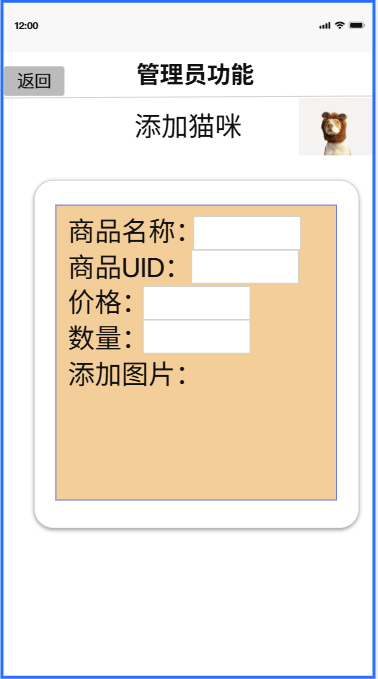 12:00
返回
管理员功能
添加猫咪
商品名称：
商品UID：
价格：
数量：
添加图片：